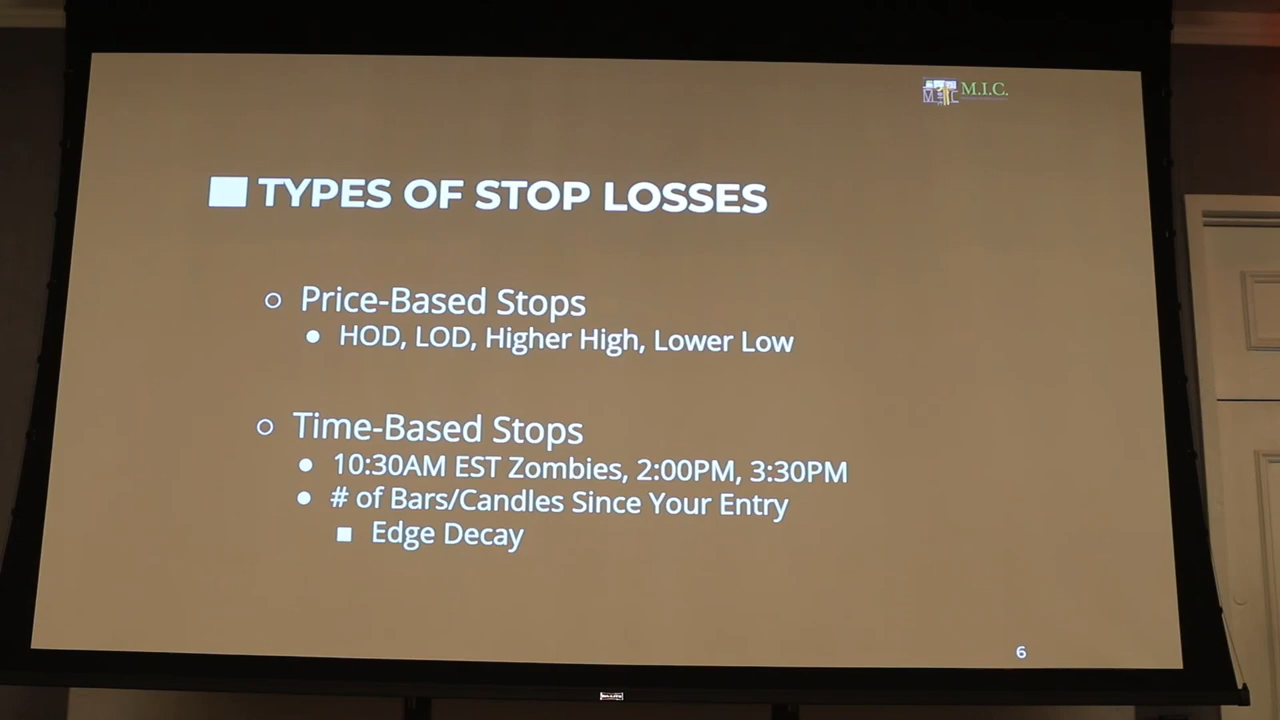 M.I.C.
TYPES OF STOP LOSSES
Price-Based Stops
HOD, LOD, Higher High, Lower Low
Time-Based Stops
10:30AM EST Zombies, 2:00PM, 3:30PM
# of Bars/Candles Since Your Entry
Edge Decay
6